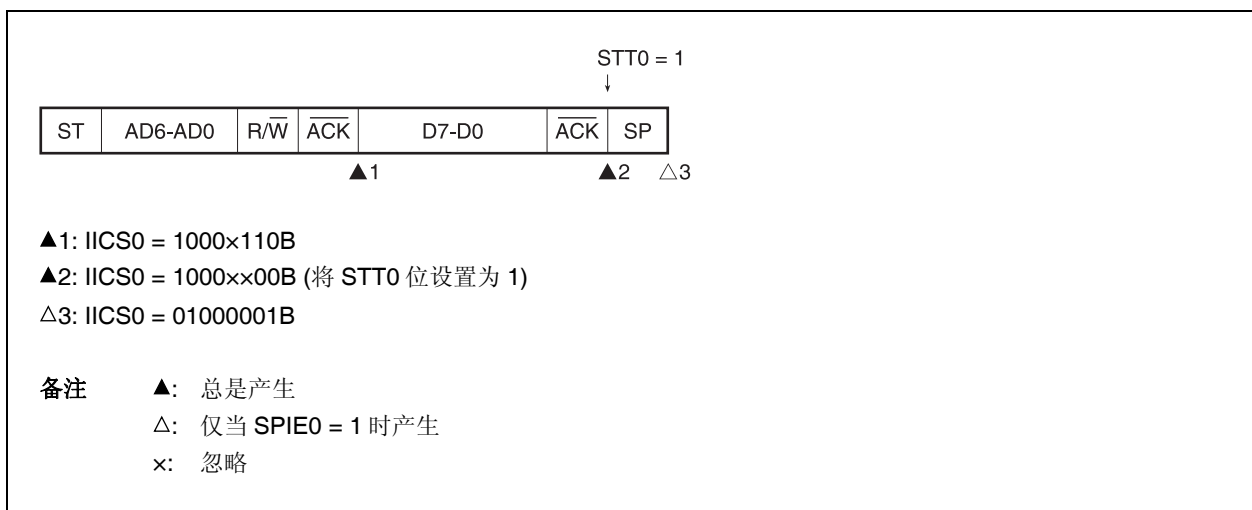 STT0 = 1
↓
ST AD6-AD0 R/W̅ A̅C̅K̅ D7-D0 A̅C̅K̅ SP
▲1 ▲2 △3
▲1: IICS0 = 1000×110B
▲2: IICS0 = 1000××00B (将 STT0 位设置为 1)
△3: IICS0 = 01000001B
备注 ▲: 总是产生
△: 仅当 SPIE0 = 1 时产生
×: 忽略